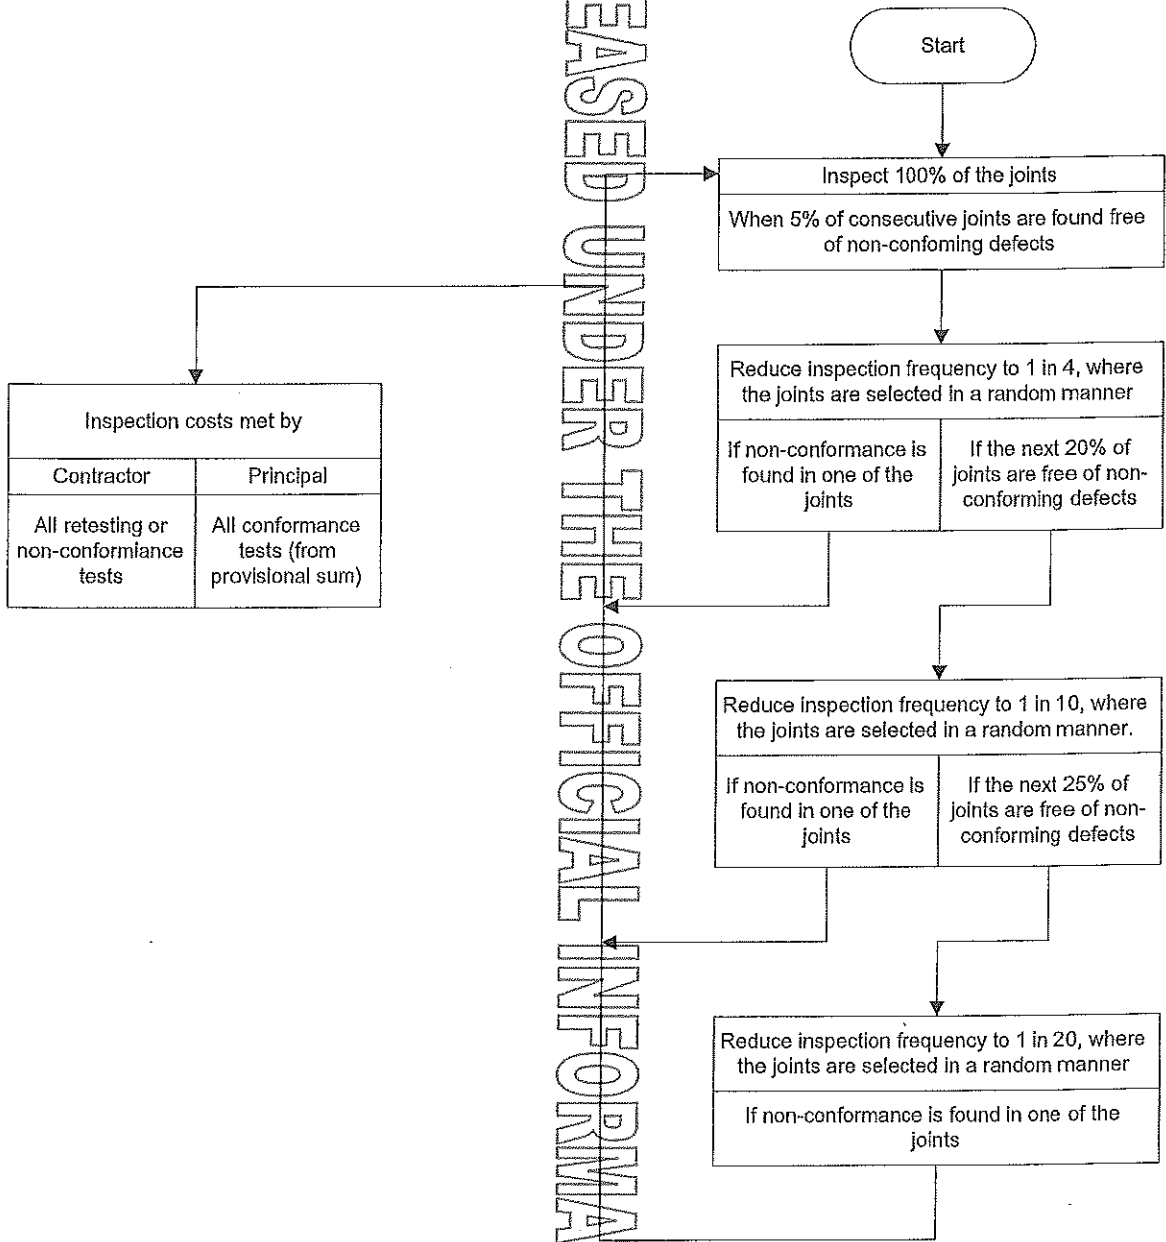 Start
Inspect 100% of the joints
When 5% of consecutive joints are found free
of non-confoming defects
Reduce inspection frequency to 1 in 4, where
the joints are selected in a random manner
If non-conformance is
found in one of the
joints
If the next 20% of
joints are free of non-
conforming defects
Inspection costs met by
Contractor
Principal
All retesting or
non-conformiance
tests
All conformance
tests (from
provisional sum)
Reduce inspection frequency to 1 in 10, where
the joints are selected in a random manner.
If non-conformance is
found in one of the
joints
If the next 25% of
joints are free of non-
conforming defects
Reduce inspection frequency to 1 in 20, where
the joints are selected in a random manner
If non-conformance is found in one of the
joints
EASED UNDER THE OFFICIAL INFORMA